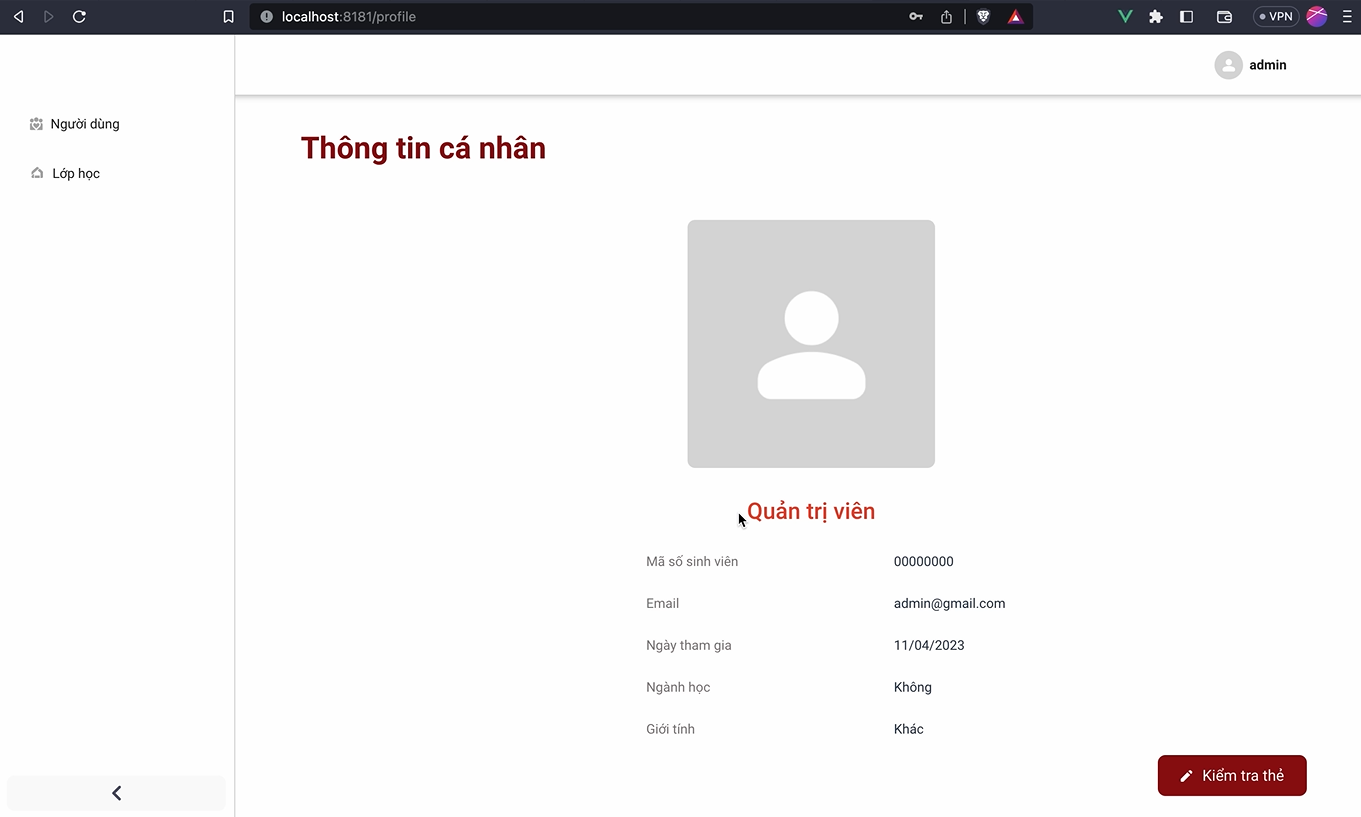 localhost:8181/profile
VPN
admin
Người dùng
Lớp học
Thông tin cá nhân
Quản trị viên
Mã số sinh viên 00000000
Email admin@gmail.com
Ngày tham gia 11/04/2023
Ngành học Không
Giới tính Khác
Kiểm tra thẻ